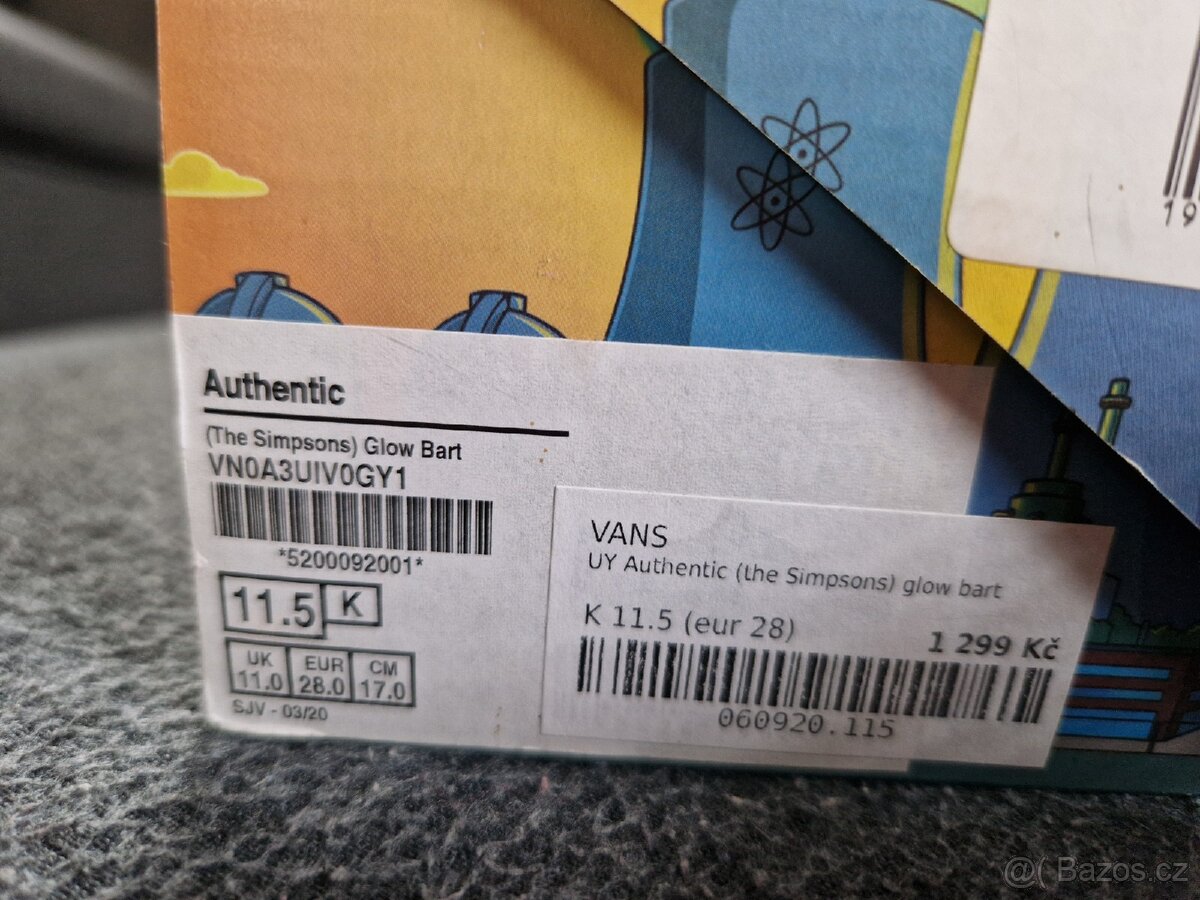 19
Authentic
(The Simpsons) Glow Bart
VN0A3UIV0GY1
*5200092001*
11.5 K
UK EUR CM
11.0 28.0 17.0
SJV - 03/20
VANS
UY Authentic (the Simpsons) glow bart
K 11.5 (eur 28)
1 299 Kč
060920.115
@( Bazos.cz